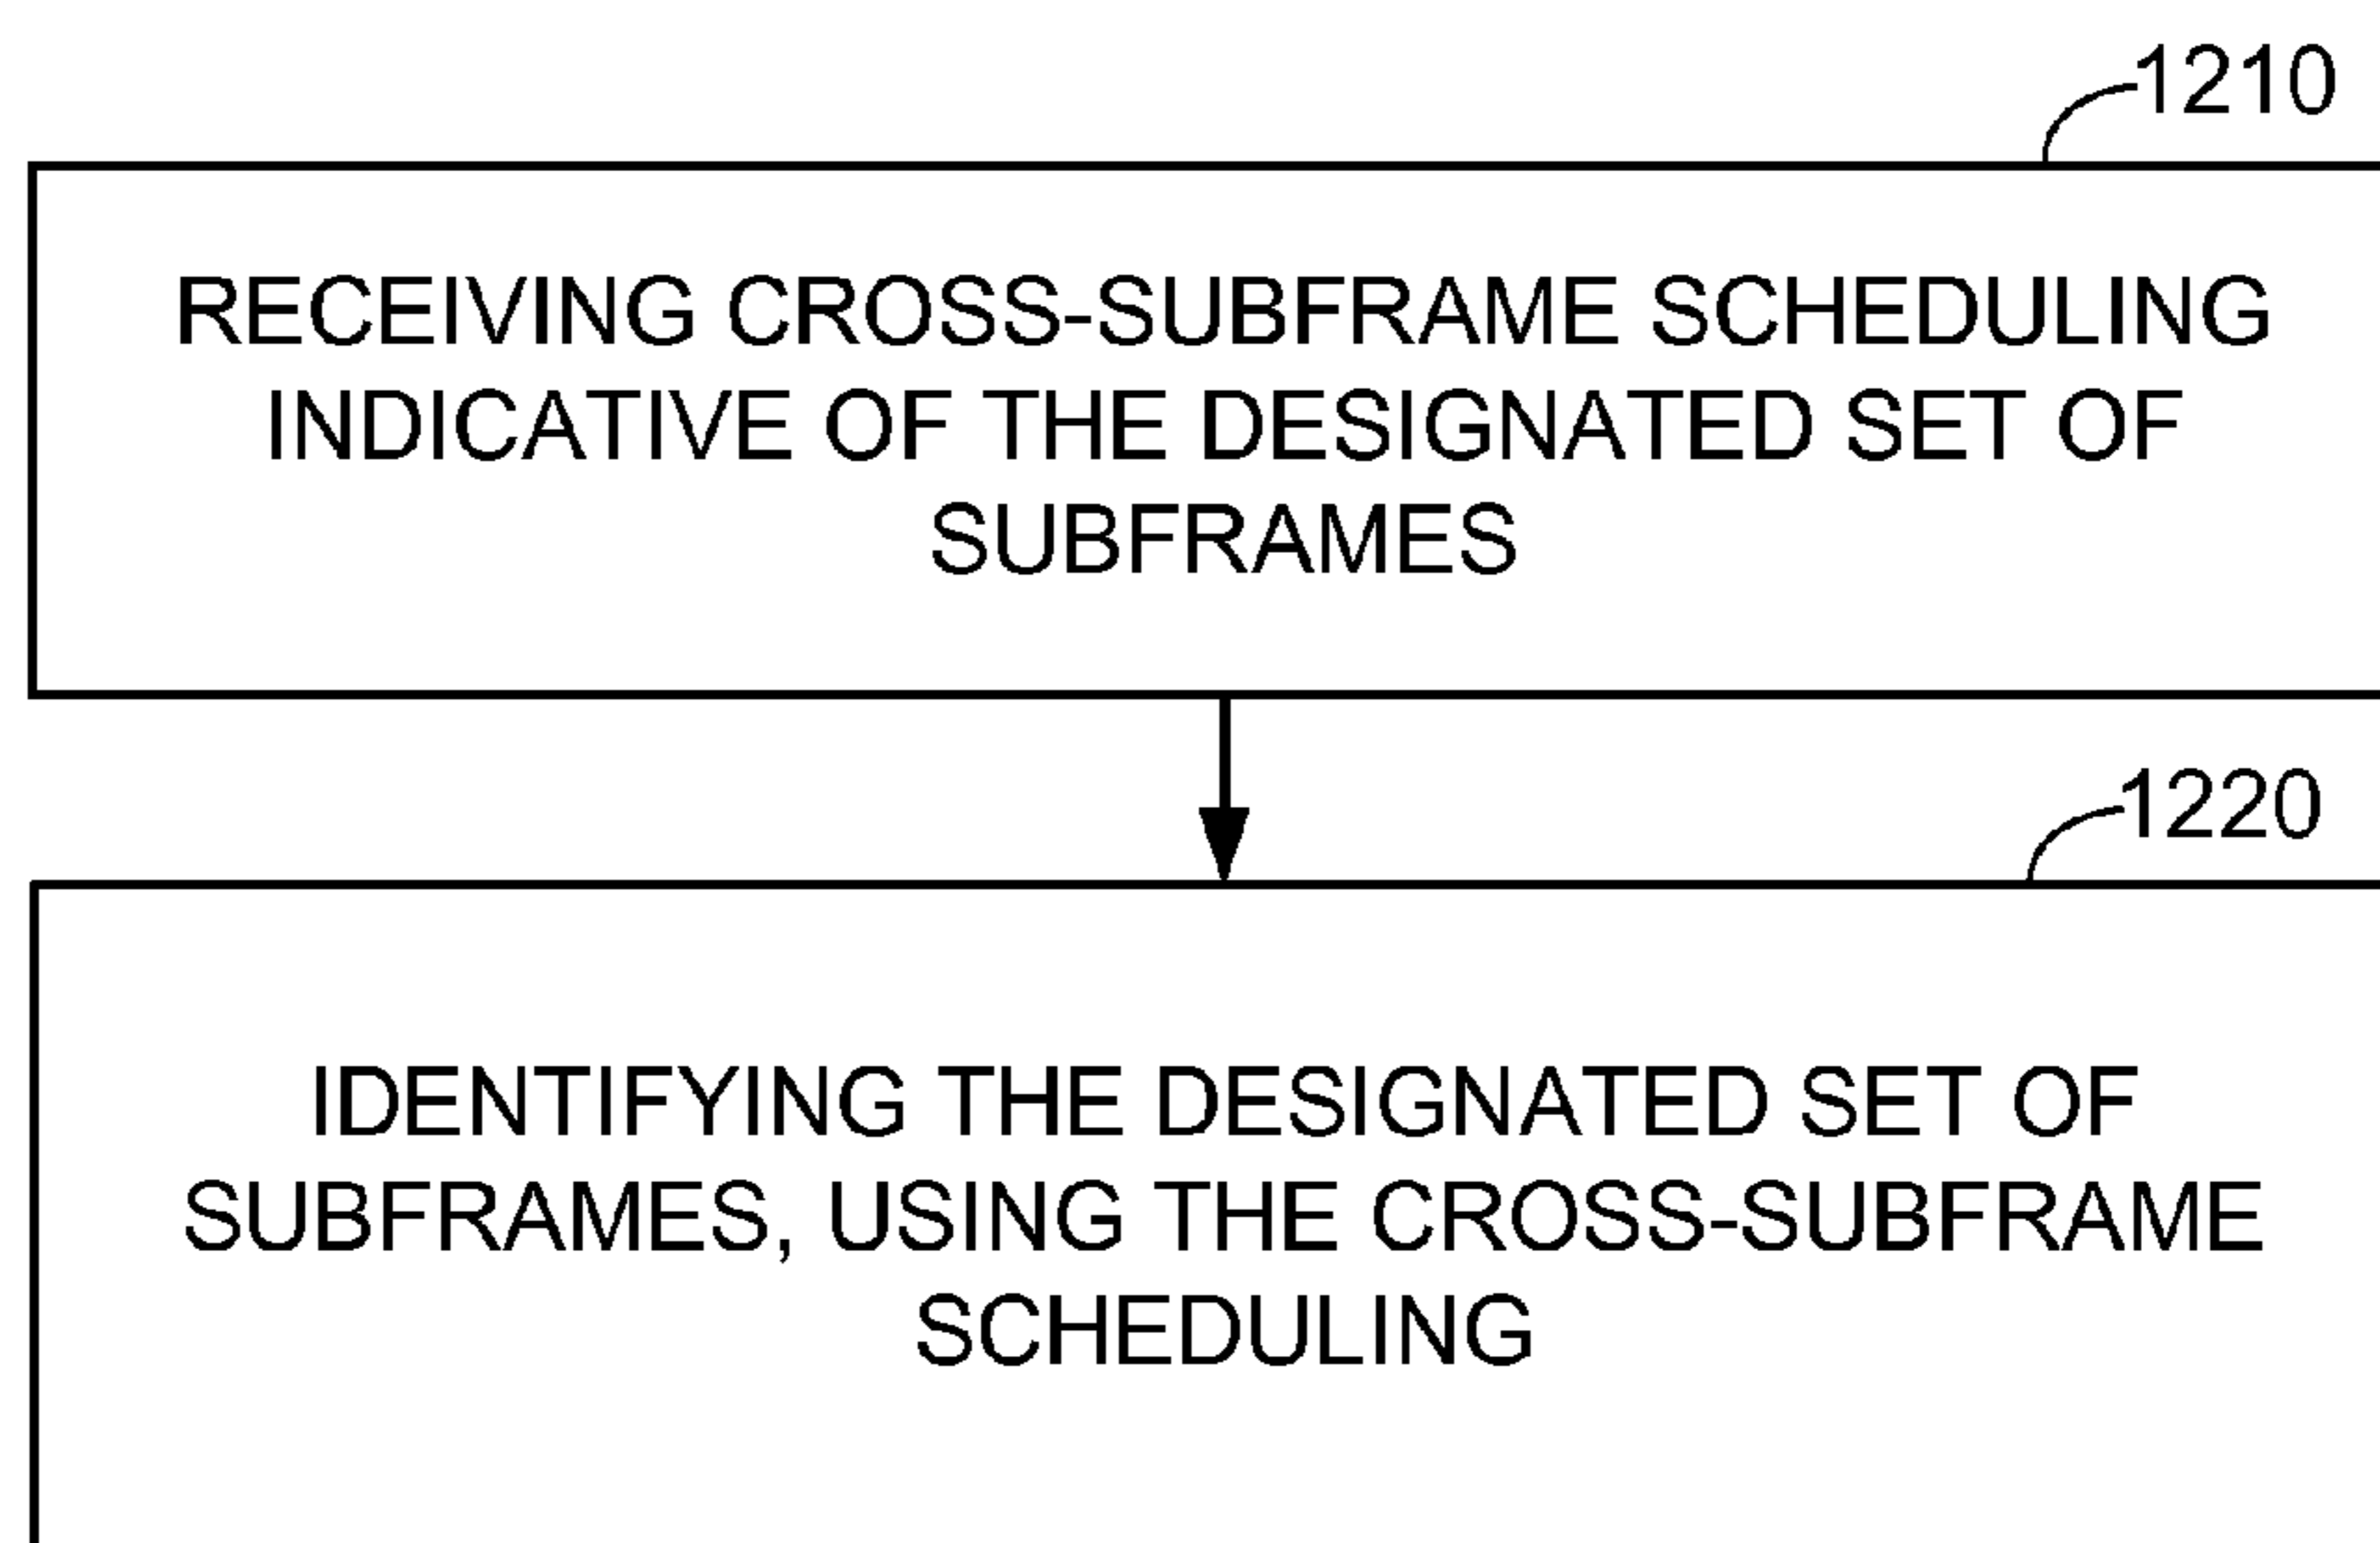 1210
RECEIVING CROSS-SUBFRAME SCHEDULING
INDICATIVE OF THE DESIGNATED SET OF
SUBFRAMES
1220
IDENTIFYING THE DESIGNATED SET OF
SUBFRAMES, USING THE CROSS-SUBFRAME
SCHEDULING